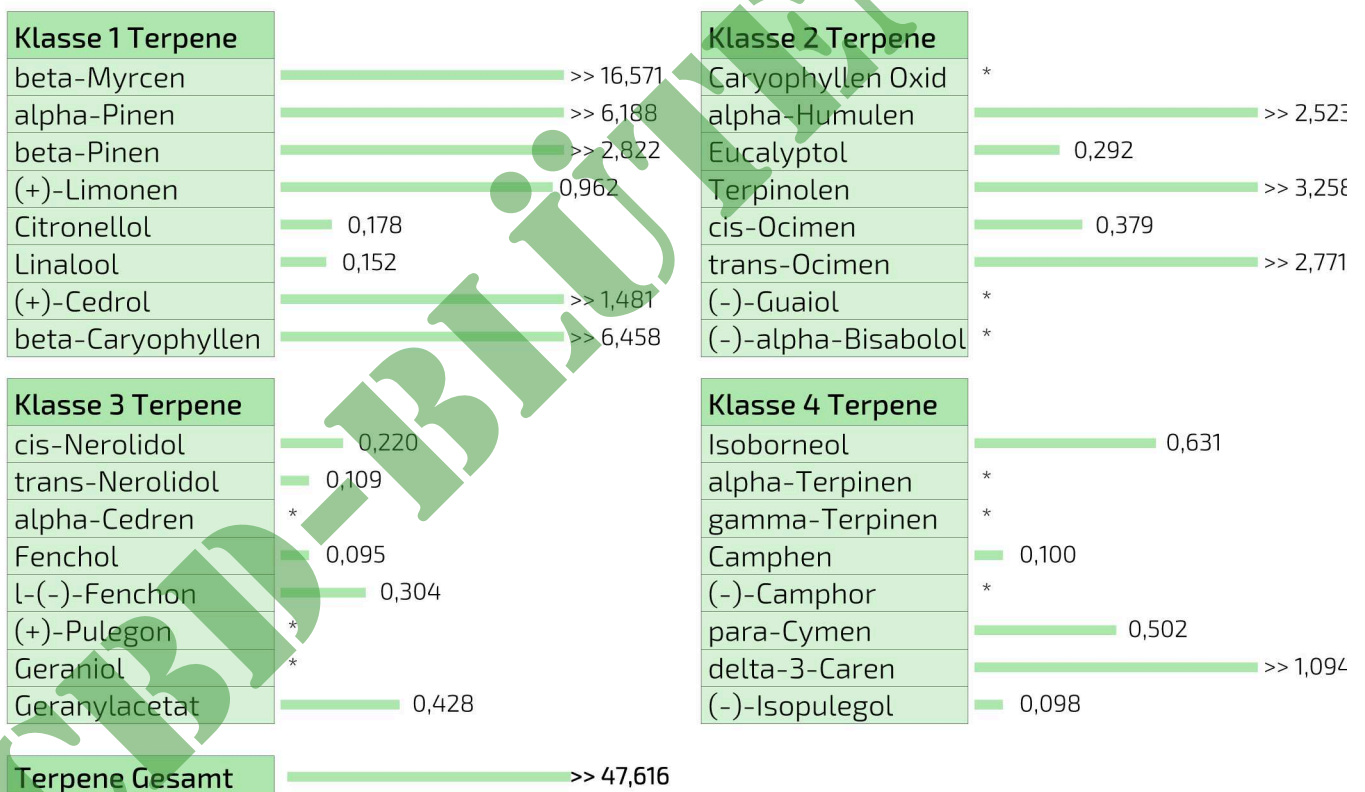 Klasse 1 Terpene
beta-Myrcen >> 16,571
alpha-Pinen >> 6,188
beta-Pinen >> 2,822
(+)-Limonen 0,962
Citronellol 0,178
Linalool 0,152
(+)-Cedrol >> 1,481
beta-Caryophyllen >> 6,458
Klasse 2 Terpene
Caryophyllen Oxid *
alpha-Humulen >> 2,523
Eucalyptol 0,292
Terpinolen >> 3,258
cis-Ocimen 0,379
trans-Ocimen >> 2,771
(-)-Guaiol *
(-)-alpha-Bisabolol *
Klasse 3 Terpene
cis-Nerolidol 0,220
trans-Nerolidol 0,109
alpha-Cedren *
Fenchol 0,095
l-(-)-Fenchon 0,304
(+)-Pulegon *
Geraniol *
Geranylacetat 0,428
Klasse 4 Terpene
Isoborneol 0,631
alpha-Terpinen *
gamma-Terpinen *
Camphen 0,100
(-)-Camphor *
para-Cymen 0,502
delta-3-Caren >> 1,094
(-)-Isopulegol 0,098
Terpene Gesamt >> 47,616
CBD-BLÜTEN